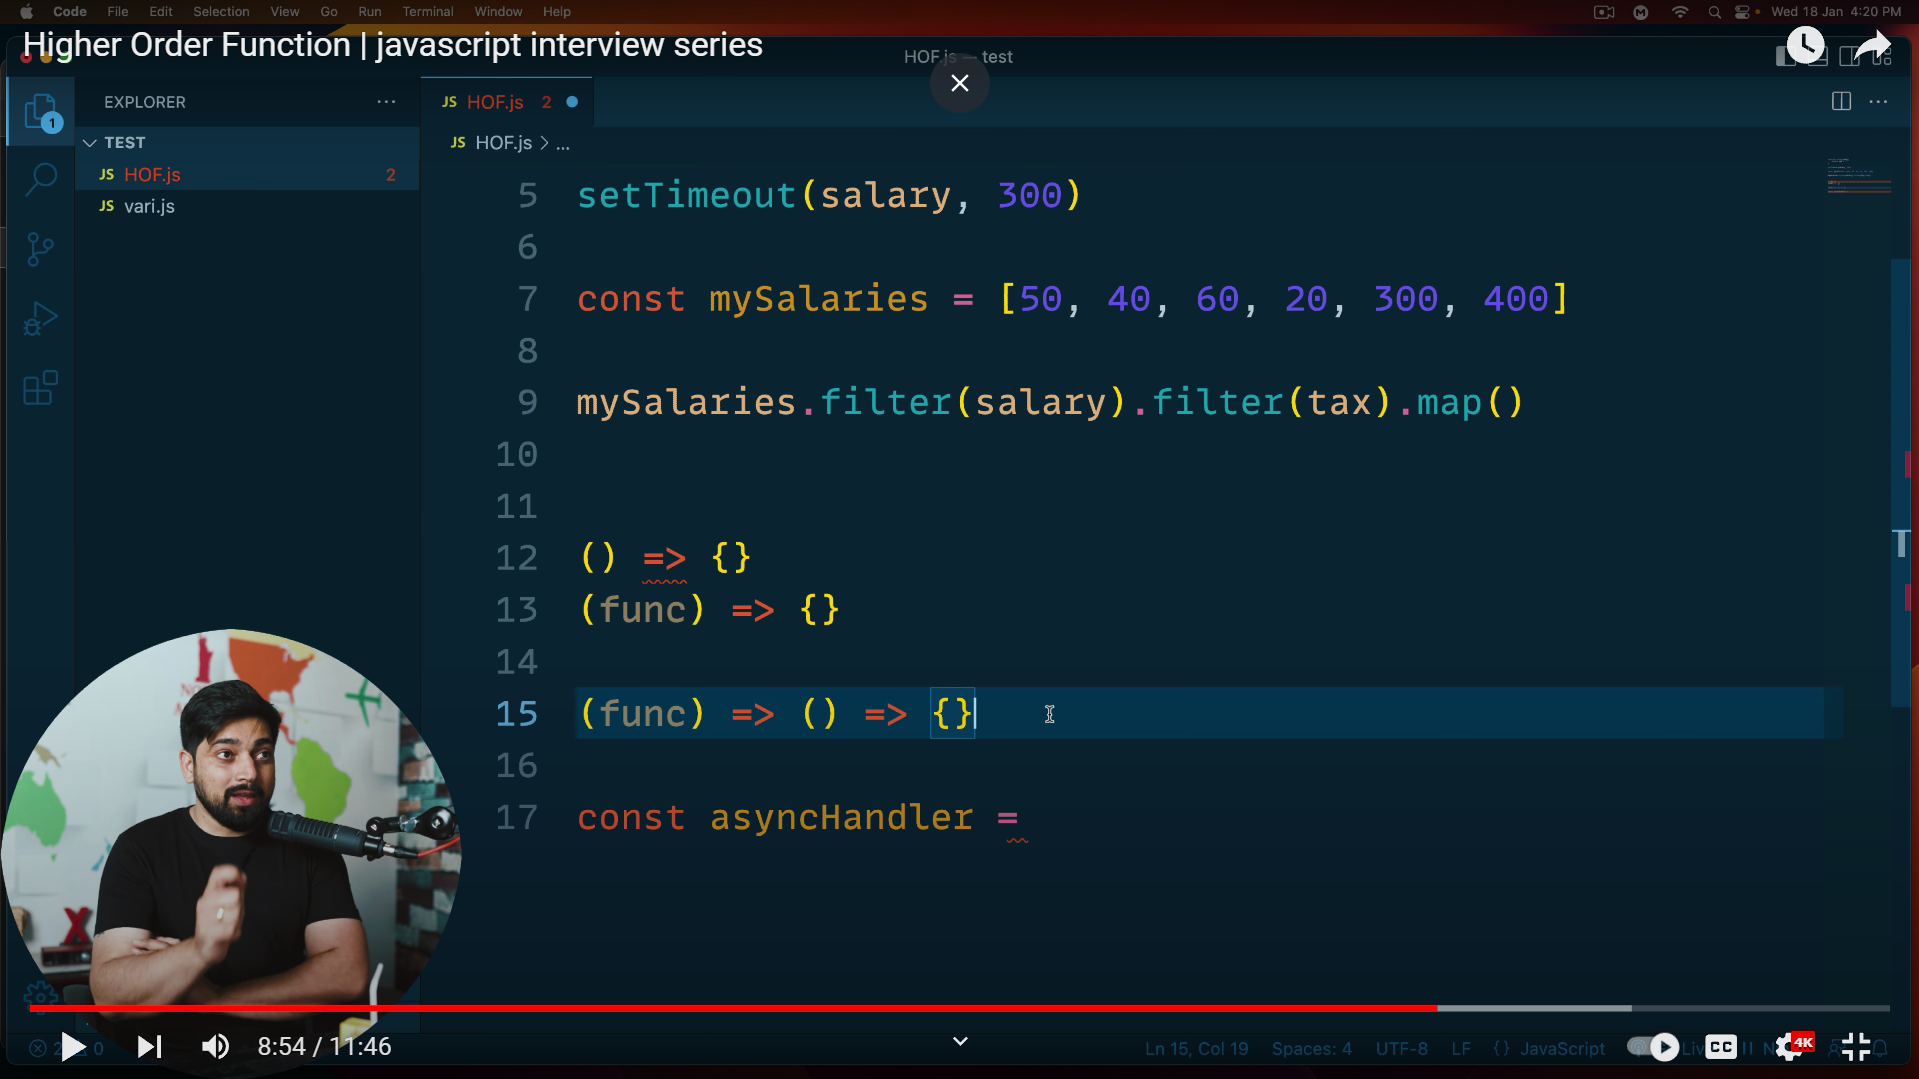 Code File Edit Selection View Go Run Terminal Window Help
Wed 18 Jan 4:20 PM
Higher Order Function | javascript interview series
HOF.js — test
EXPLORER
JS HOF.js 2
1
JS HOF.js > ...
TEST
JS HOF.js 2
JS vari.js
5 setTimeout(salary, 300)
6
7 const mySalaries = [50, 40, 60, 20, 300, 400]
8
9 mySalaries.filter(salary).filter(tax).map()
10
11
12 () => {}
13 (func) => {}
14
15 (func) => () => {}
16
17 const asyncHandler =
8:54 / 11:46
Ln 15, Col 19 Spaces: 4 UTF-8 LF {} JavaScript
CC
4K